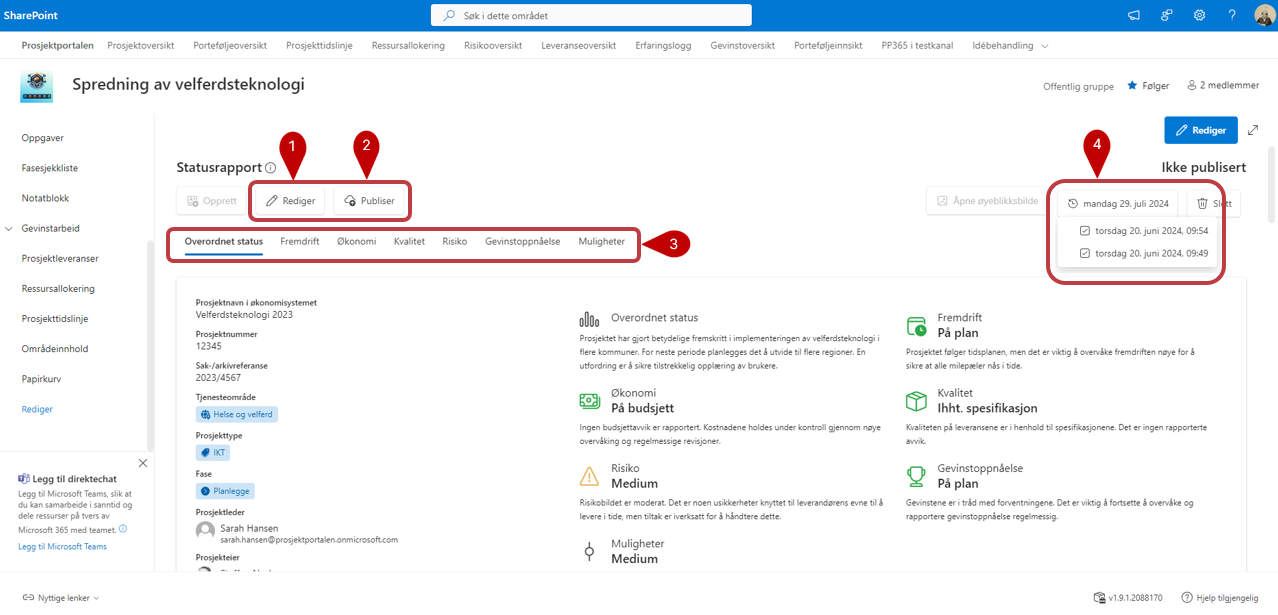 SharePoint
Søk i dette området
Prosjektportalen Prosjektoversikt Porteføljeoversikt Prosjekttidslinje Ressursallokering Risikooversikt Leveranseoversikt Erfaringslogg Gevinstoversikt Porteføljeinnsikt PP365 i testkanal Idébehandling
Spredning av velferdsteknologi
Offentlig gruppe Følger 2 medlemmer
Oppgaver
Fasesjekkliste
Notatblokk
Gevinstarbeid
Prosjektleveranser
Ressursallokering
Prosjekttidslinje
Områdeinnhold
Papirkurv
Rediger
Legg til direktechat
Legg til Microsoft Teams, slik at
du kan samarbeide i sanntid og
dele ressurser på tvers av
Microsoft 365 med teamet.
Legg til Microsoft Teams
Rediger
1
2
4
Statusrapport
Ikke publisert
Opprett Rediger Publiser
Åpne øyeblikksbilde mandag 29. juli 2024
torsdag 20. juni 2024, 09:54
torsdag 20. juni 2024, 09:49
Overordnet status Fremdrift Økonomi Kvalitet Risiko Gevinstoppnåelse Muligheter
3
Prosjektnavn i økonomisystemet
Velferdsteknologi 2023
Prosjektnummer
12345
Sak-/arkivreferanse
2023/4567
Tjenesteområde
Helse og velferd
Prosjekttype
IKT
Fase
Planlegge
Prosjektleder
Sarah Hansen
sarah.hansen@prosjektportalen.onmicrosoft.com
Prosjekteier
Overordnet status
Prosjektet har gjort betydelige fremskritt i implementeringen av velferdsteknologi i
flere kommuner. For neste periode planlegges det å utvide til flere regioner. En
utfordring er å sikre tilstrekkelig opplæring av brukere.
Fremdrift
På plan
Prosjektet følger tidsplanen, men det er viktig å overvåke fremdriften nøye for å
sikre at alle milepæler nås i tide.
Økonomi
På budsjett
Ingen budsjettavvik er rapportert. Kostnadene holdes under kontroll gjennom nøye
overvåking og regelmessige revisjoner.
Kvalitet
Ihht. spesifikasjon
Kvaliteten på leveransene er i henhold til spesifikasjonene. Det er ingen rapporterte
avvik.
Risiko
Medium
Risikobildet er moderat. Det er noen usikkerheter knyttet til leverandørens evne til å
levere i tide, men tiltak er iverksatt for å håndtere dette.
Gevinstoppnåelse
På plan
Gevinstene er i tråd med forventningene. Det er viktig å fortsette å overvåke og
rapportere gevinstoppnåelse regelmessig.
Muligheter
Medium
Nyttige lenker
v1.9.1.2088170 Hjelp tilgjengelig